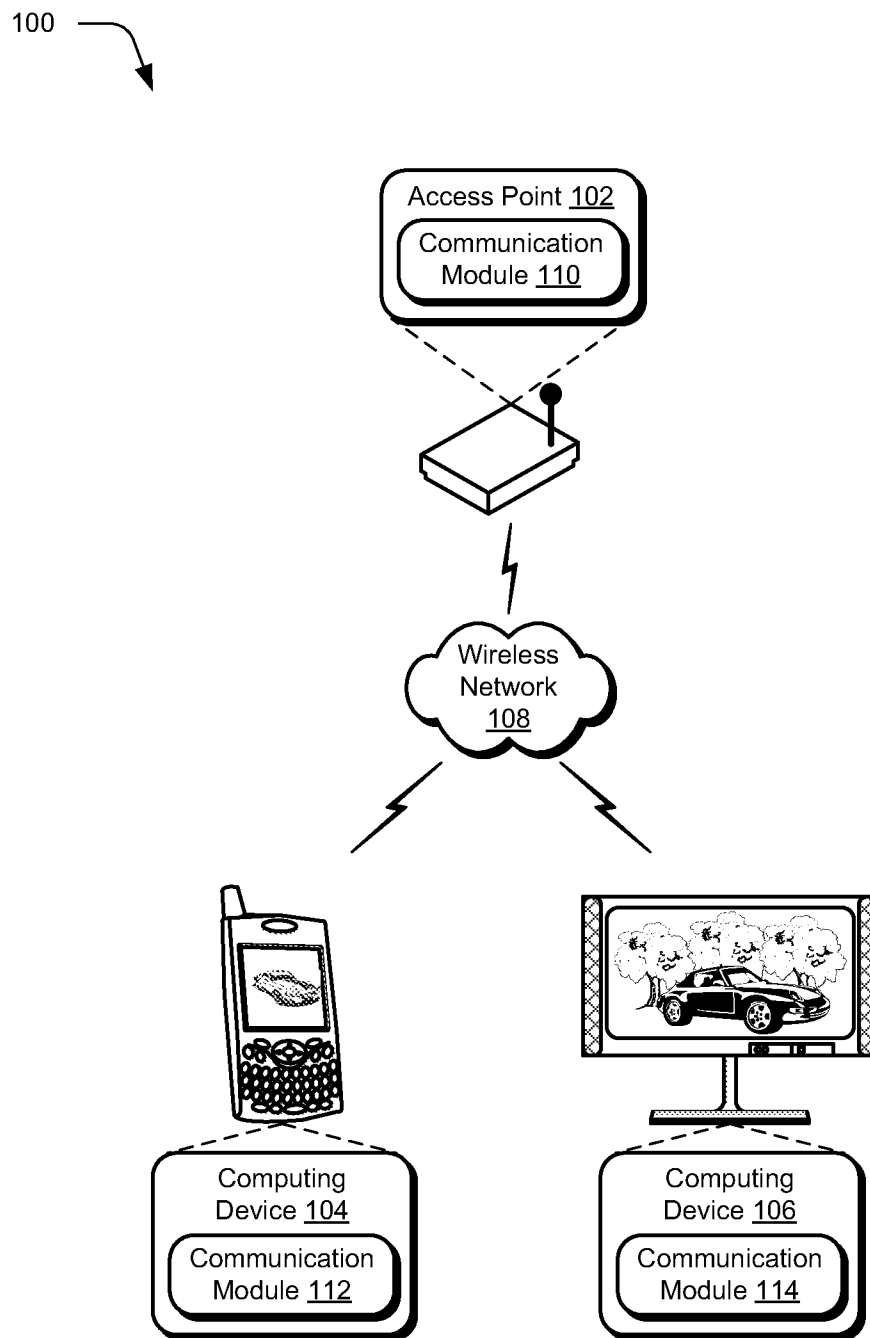 100
Access Point 102
Communication
Module 110
Wireless
Network
108
Computing
Device 104
Communication
Module 112
Computing
Device 106
Communication
Module 114